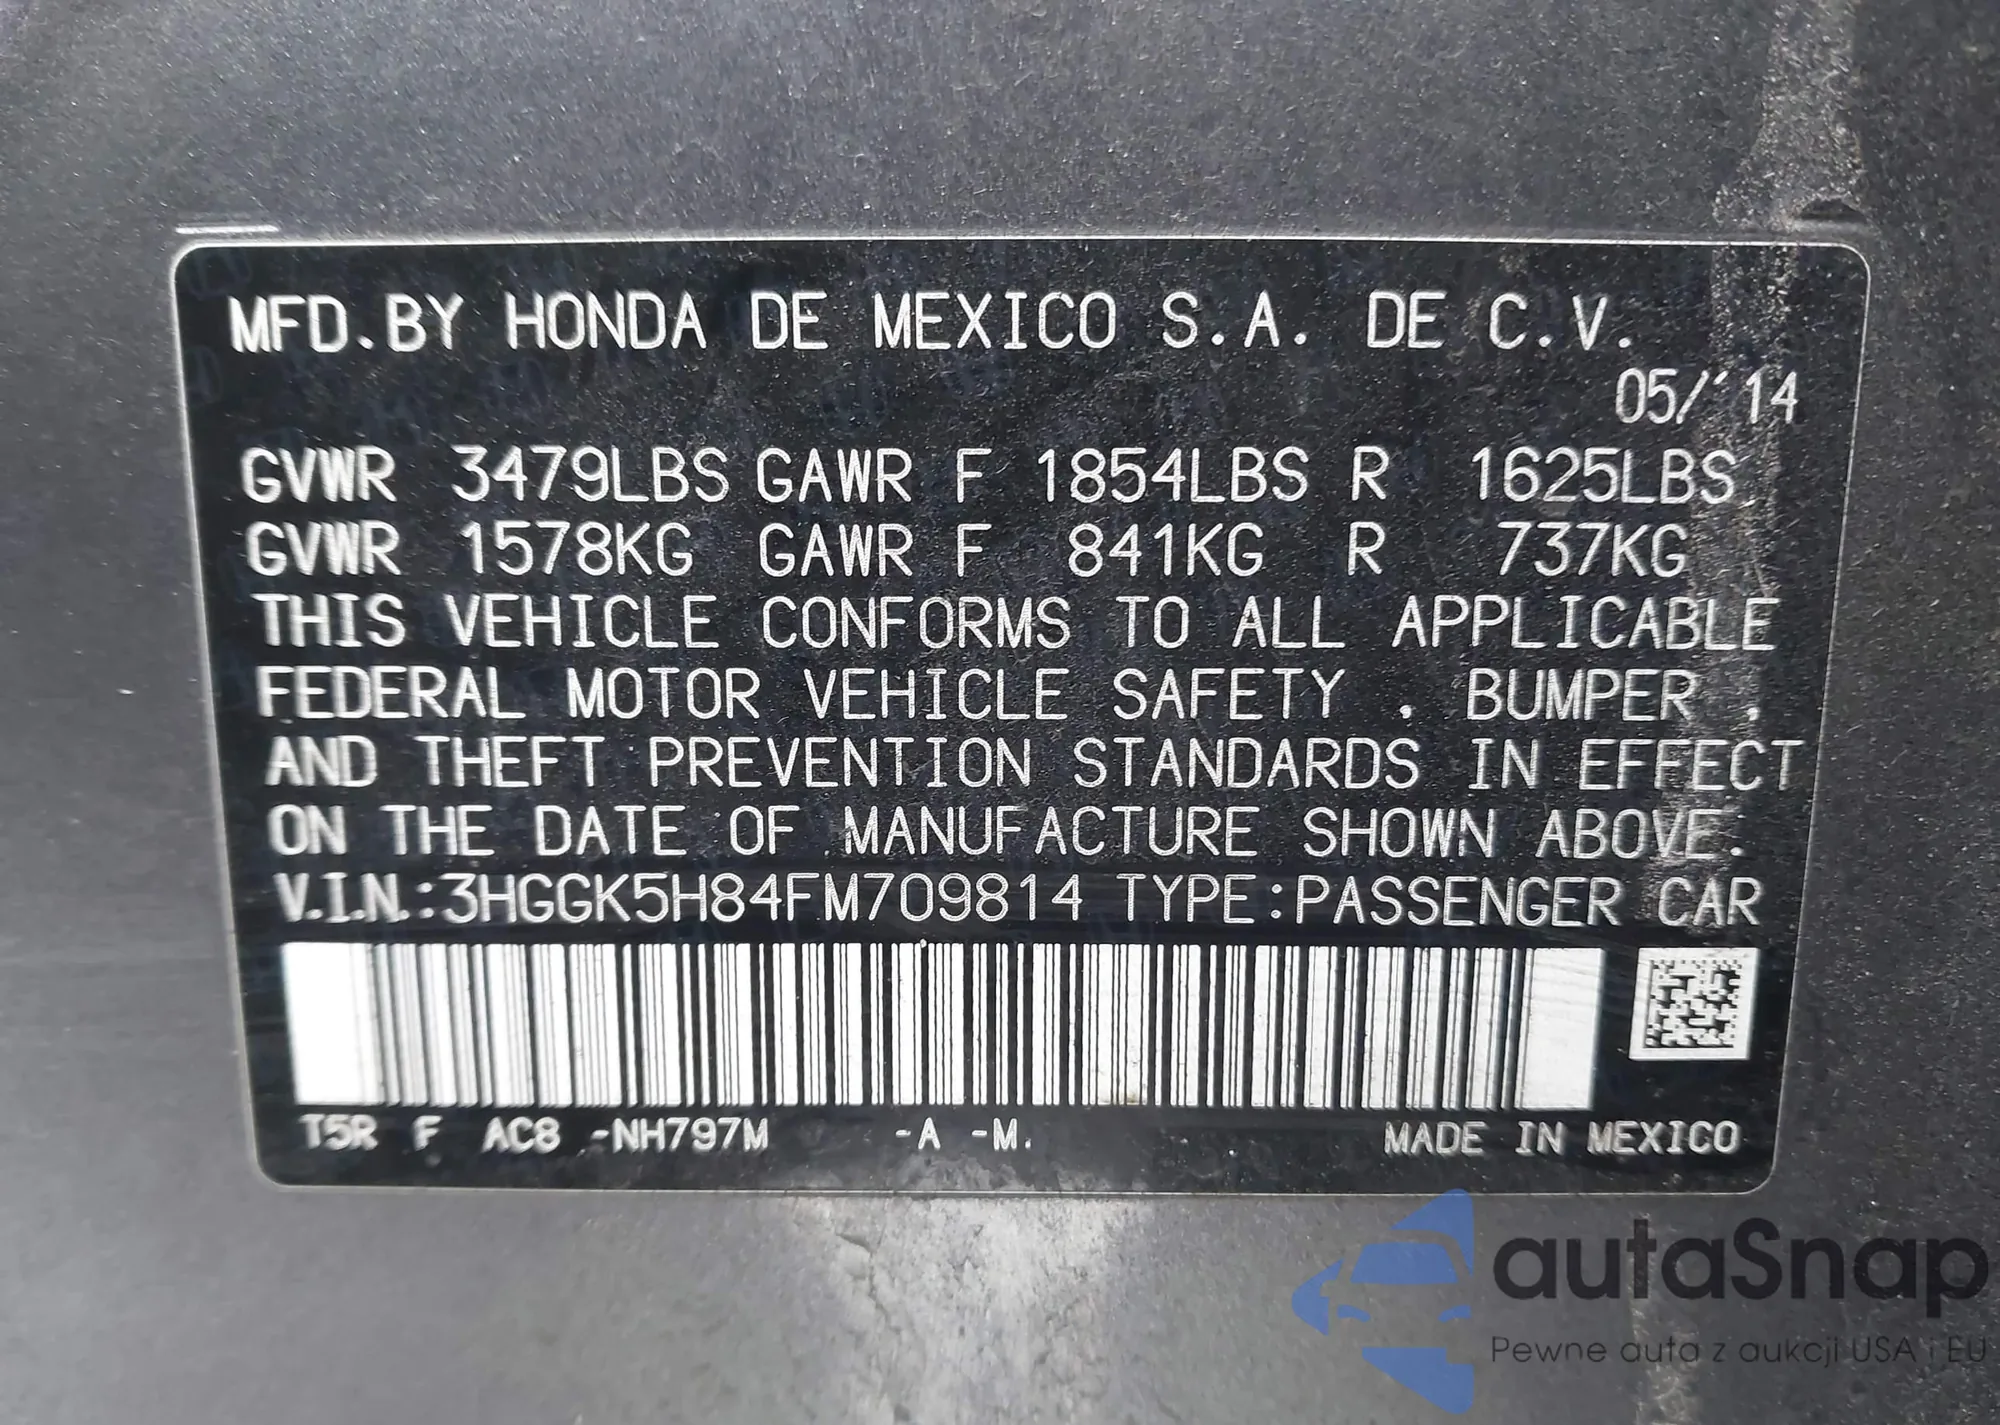 MFD.BY HONDA DE MEXICO S.A. DE C.V.
05/'14
GVWR 3479LBS GAWR F 1854LBS R 1625LBS
GVWR 1578KG GAWR F 841KG R 737KG
THIS VEHICLE CONFORMS TO ALL APPLICABLE
FEDERAL MOTOR VEHICLE SAFETY , BUMPER ,
AND THEFT PREVENTION STANDARDS IN EFFECT
ON THE DATE OF MANUFACTURE SHOWN ABOVE.
V.I.N.:3HGGK5H84FM709814 TYPE:PASSENGER CAR
T5R F AC8 -NH797M -A -M. MADE IN MEXICO
autaSnap
Pewne auta z aukcji USA i EU